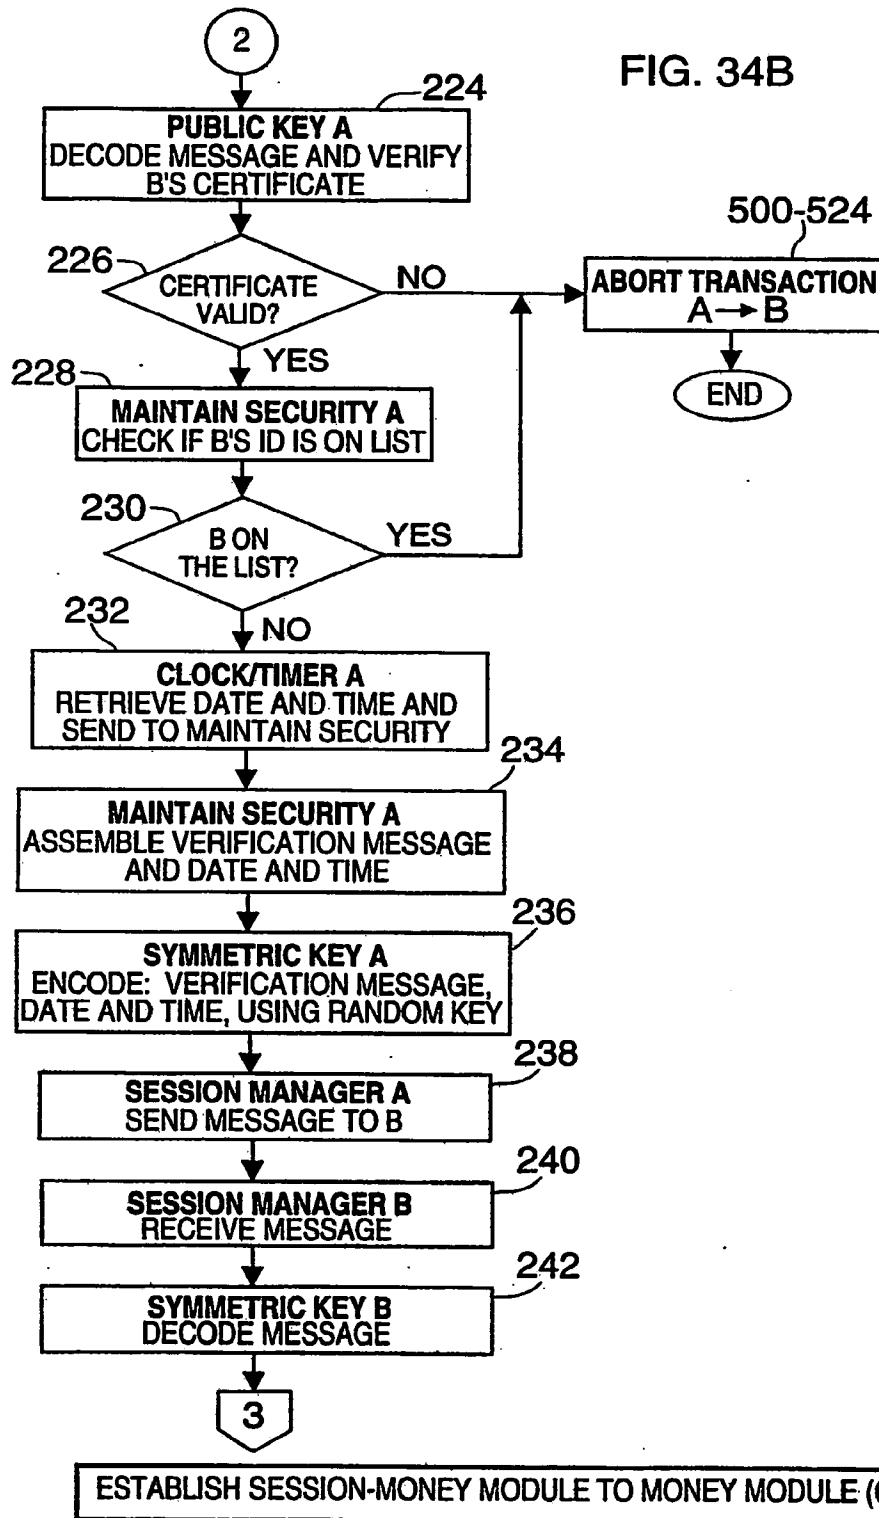 2
FIG. 34B
224
PUBLIC KEY A
DECODE MESSAGE AND VERIFY
B'S CERTIFICATE
500-524
226
CERTIFICATE
VALID?
NO
ABORT TRANSACTION
A → B
YES
END
228
MAINTAIN SECURITY A
CHECK IF B'S ID IS ON LIST
230
B ON
THE LIST?
YES
NO
232
CLOCK/TIMER A
RETRIEVE DATE AND TIME AND
SEND TO MAINTAIN SECURITY
234
MAINTAIN SECURITY A
ASSEMBLE VERIFICATION MESSAGE
AND DATE AND TIME
236
SYMMETRIC KEY A
ENCODE: VERIFICATION MESSAGE,
DATE AND TIME, USING RANDOM KEY
238
SESSION MANAGER A
SEND MESSAGE TO B
240
SESSION MANAGER B
RECEIVE MESSAGE
242
SYMMETRIC KEY B
DECODE MESSAGE
3
ESTABLISH SESSION-MONEY MODULE TO MONEY MODULE